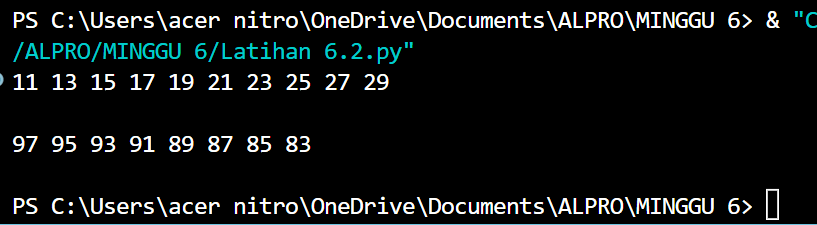 PS C:\Users\acer nitro\OneDrive\Documents\ALPRO\MINGGU 6> & "C
/ALPRO/MINGGU 6/Latihan 6.2.py"
11 13 15 17 19 21 23 25 27 29
97 95 93 91 89 87 85 83
PS C:\Users\acer nitro\OneDrive\Documents\ALPRO\MINGGU 6>